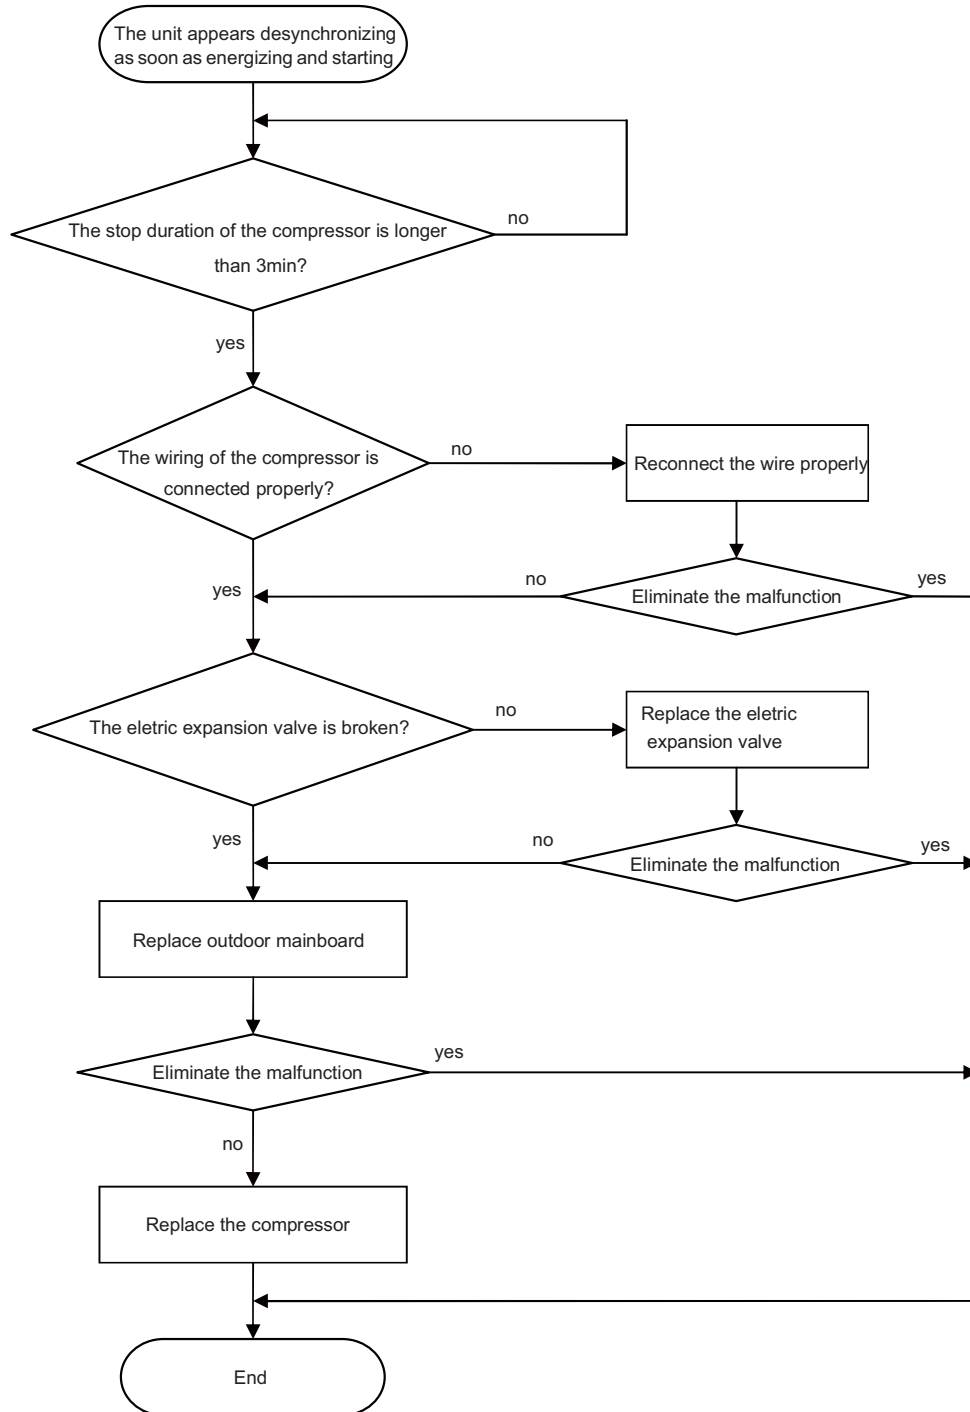 The unit appears desynchronizing
as soon as energizing and starting
no
The stop duration of the compressor is longer
than 3min?
yes
no
The wiring of the compressor is
connected properly?
Reconnect the wire properly
yes
no
Eliminate the malfunction
yes
The eletric expansion valve is broken?
no
Replace the eletric
expansion valve
yes
no
Eliminate the malfunction
yes
Replace outdoor mainboard
Eliminate the malfunction
yes
no
Replace the compressor
End